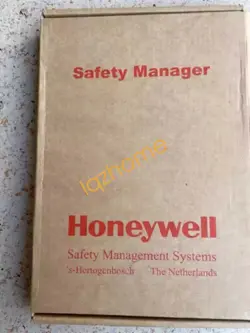 Safety Manager
lqzhome
Honeywell
Safety Management Systems
's-Hertogenbosch The Netherlands